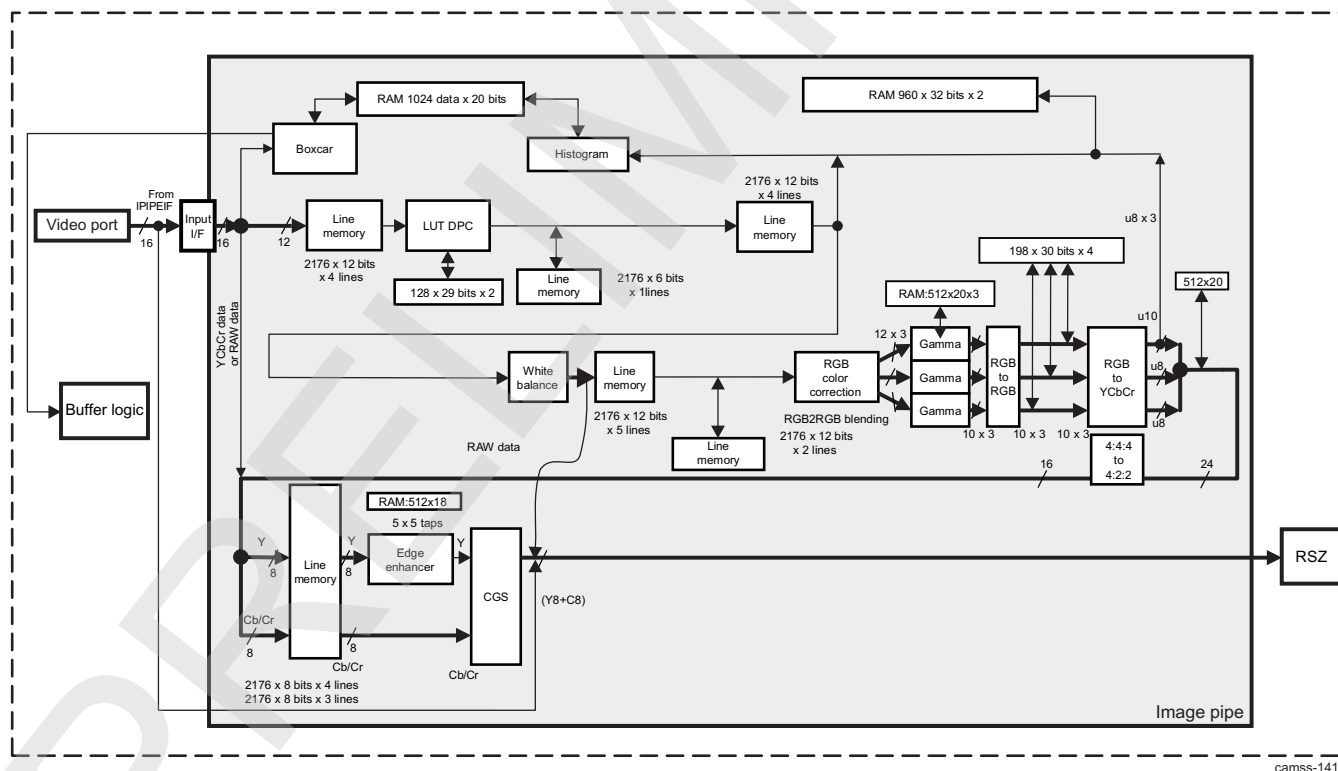 PRELIMI
RAM 1024 data x 20 bits
RAM 960 x 32 bits x 2
Boxcar
Histogram
From
IPIPEIF
Video port
16
Input
I/F
16
12
Line
memory
2176 x 12 bits
x 4 lines
LUT DPC
128 x 29 bits x 2
Line
memory
2176 x 6 bits
x 1lines
2176 x 12 bits
x 4 lines
Line
memory
u8 x 3
198 x 30 bits x 4
512x20
YCbCr data
or RAW data
Buffer logic
White
balance
Line
memory
2176 x 12 bits
x 5 lines
RAW data
Line
memory
RGB
color
correction
RGB2RGB blending
2176 x 12 bits
x 2 lines
RAM:512x20x3
12 x 3
Gamma
Gamma
Gamma
10 x 3
RGB
to
RGB
10 x 3
10 x 3
RGB
to
YCbCr
u10
u8
u8
4:4:4
to
4:2:2
16
24
Y
8
Cb/Cr
8
Line
memory
2176 x 8 bits x 4 lines
2176 x 8 bits x 3 lines
Y
8
8
Cb/Cr
RAM:512x18
5 x 5 taps
Edge
enhancer
Y
CGS
Cb/Cr
(Y8+C8)
RSZ
Image pipe
camss-141